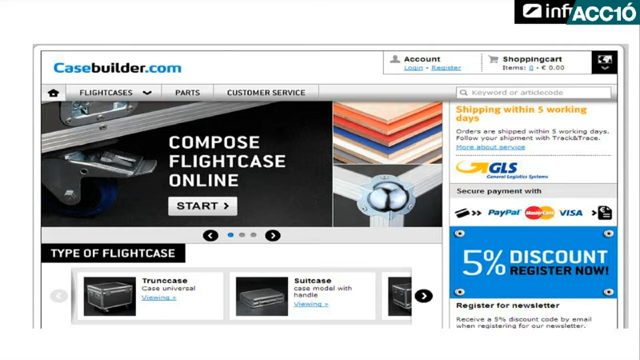 inf
ACC1Ó
Casebuilder.com
Account
Login - Register
Shoppingcart
Items: 0 - € 0.00
FLIGHTCASES
PARTS
CUSTOMER SERVICE
Keyword or articlecode
COMPOSE
FLIGHTCASE
ONLINE
START >
Shipping within 5 working
days
Orders are shipped within 5 working days.
Follow your shipment with Track&Trace.
More about service
GLS
General Logistics Systems
Secure payment with
PayPal
MasterCard
VISA
5% DISCOUNT
REGISTER NOW!
TYPE OF FLIGHTCASE
Trunccase
Case universal
Viewing »
Suitcase
case model with
handle
Viewing »
Register for newsletter
Receive a 5% discount code by email
when registering for our newsletter.